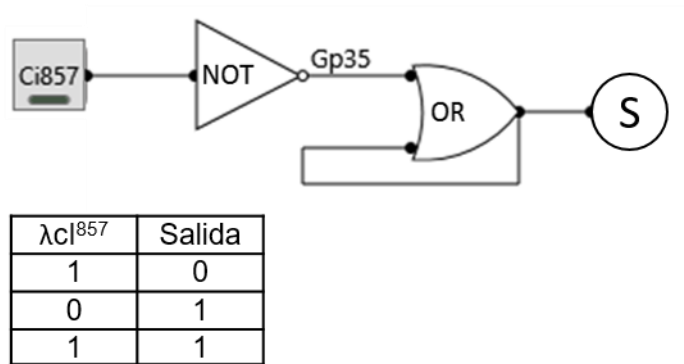 Gp35
Ci857
NOT
OR
S
λcI⁸⁵⁷ Salida
1 0
0 1
1 1